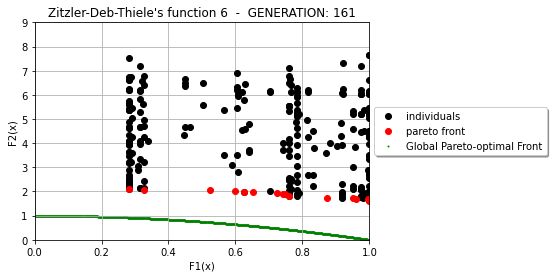 Zitzler-Deb-Thiele's function 6 - GENERATION: 161
9
8
7
6
5
4
3
2
1
0
F2(x)
0.0 0.2 0.4 0.6 0.8 1.0
F1(x)
individuals
pareto front
Global Pareto-optimal Front